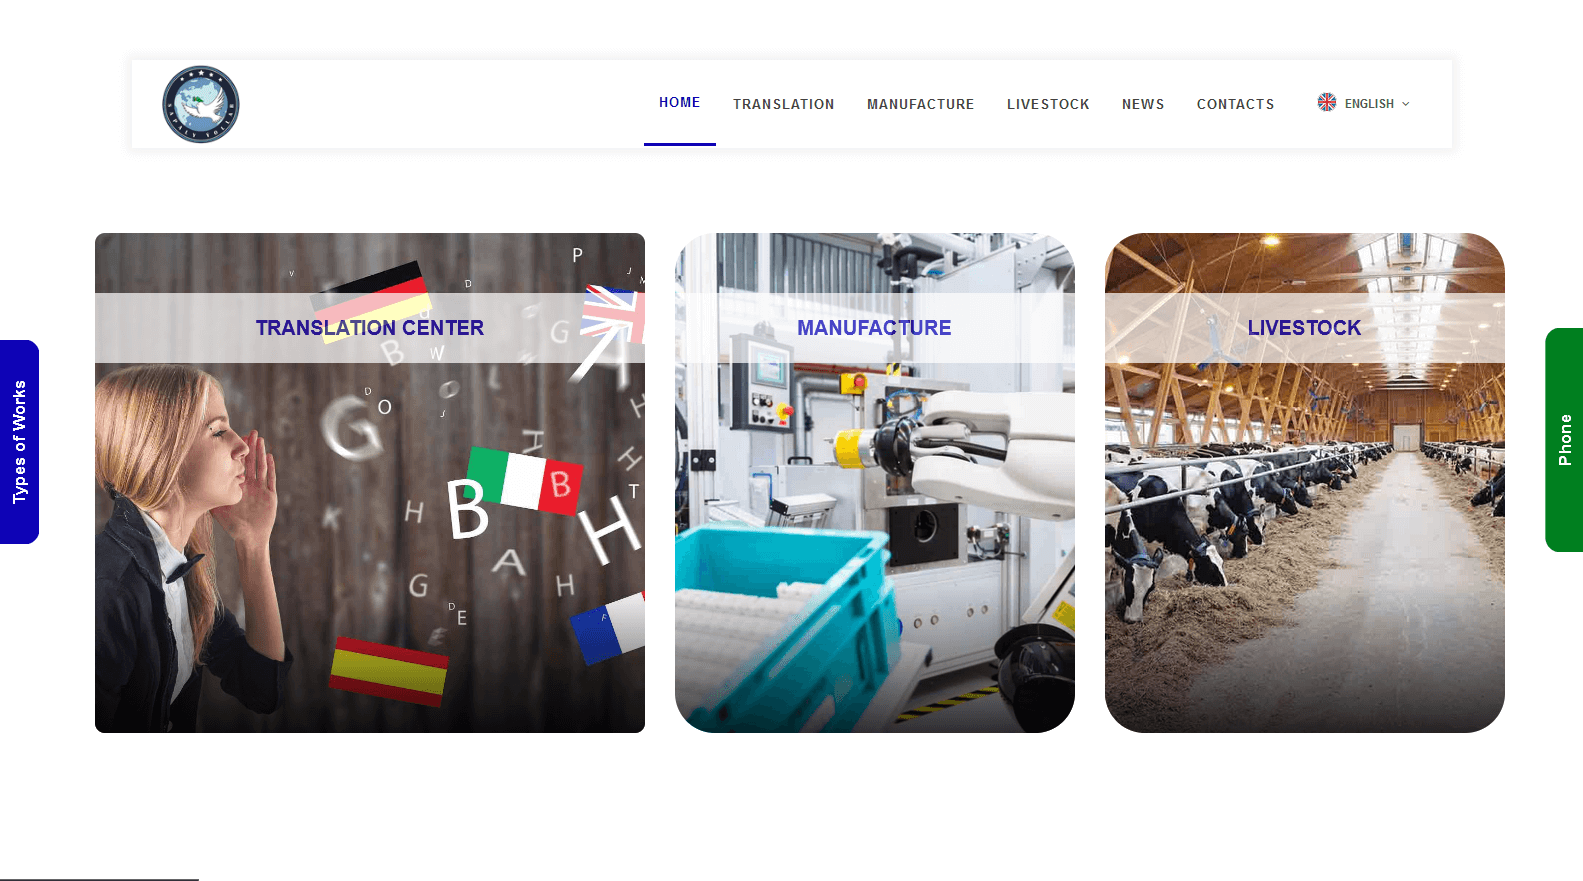 HOME
TRANSLATION
MANUFACTURE
LIVESTOCK
NEWS
CONTACTS
ENGLISH
TRANSLATION CENTER
MANUFACTURE
LIVESTOCK
Types of Works
Phone